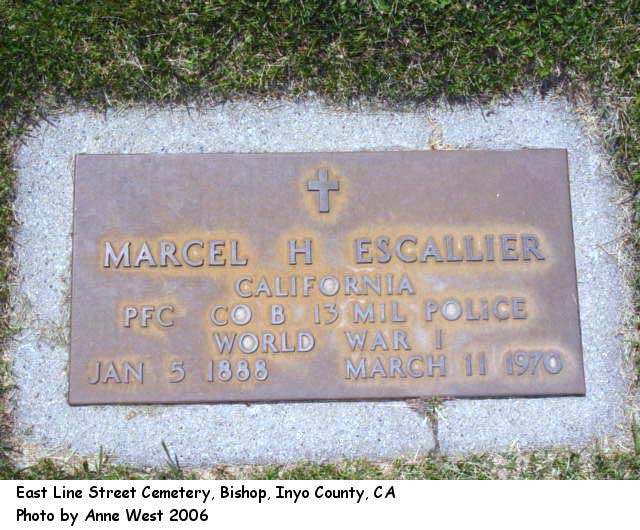 MARCEL H ESCALLIER
CALIFORNIA
PFC CO B 13 MIL POLICE
WORLD WAR I
JAN 5 1888 MARCH 11 1970
East Line Street Cemetery, Bishop, Inyo County, CA
Photo by Anne West 2006